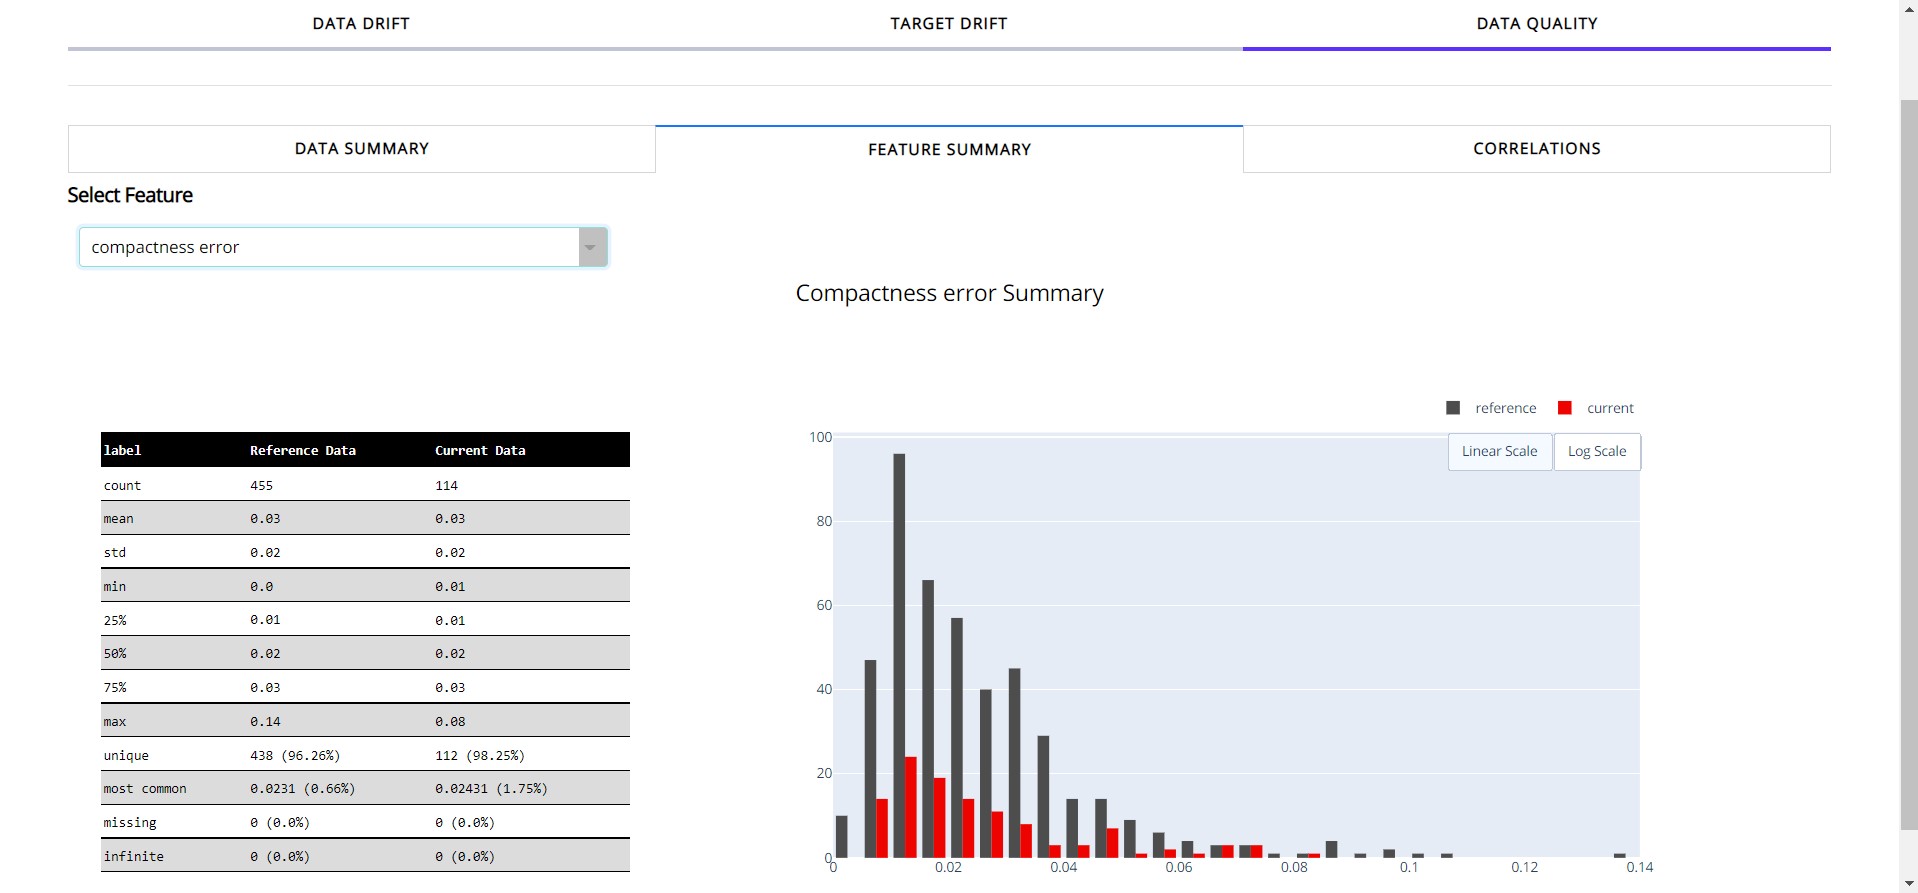 DATA DRIFT TARGET DRIFT DATA QUALITY
DATA SUMMARY FEATURE SUMMARY CORRELATIONS
Select Feature
compactness error
Compactness error Summary
label Reference Data Current Data
count 455 114
mean 0.03 0.03
std 0.02 0.02
min 0.0 0.01
25% 0.01 0.01
50% 0.02 0.02
75% 0.03 0.03
max 0.14 0.08
unique 438 (96.26%) 112 (98.25%)
most common 0.0231 (0.66%) 0.02431 (1.75%)
missing 0 (0.0%) 0 (0.0%)
infinite 0 (0.0%) 0 (0.0%)
reference current
Linear Scale Log Scale
100
80
60
40
20
0
0 0.02 0.04 0.06 0.08 0.1 0.12 0.14